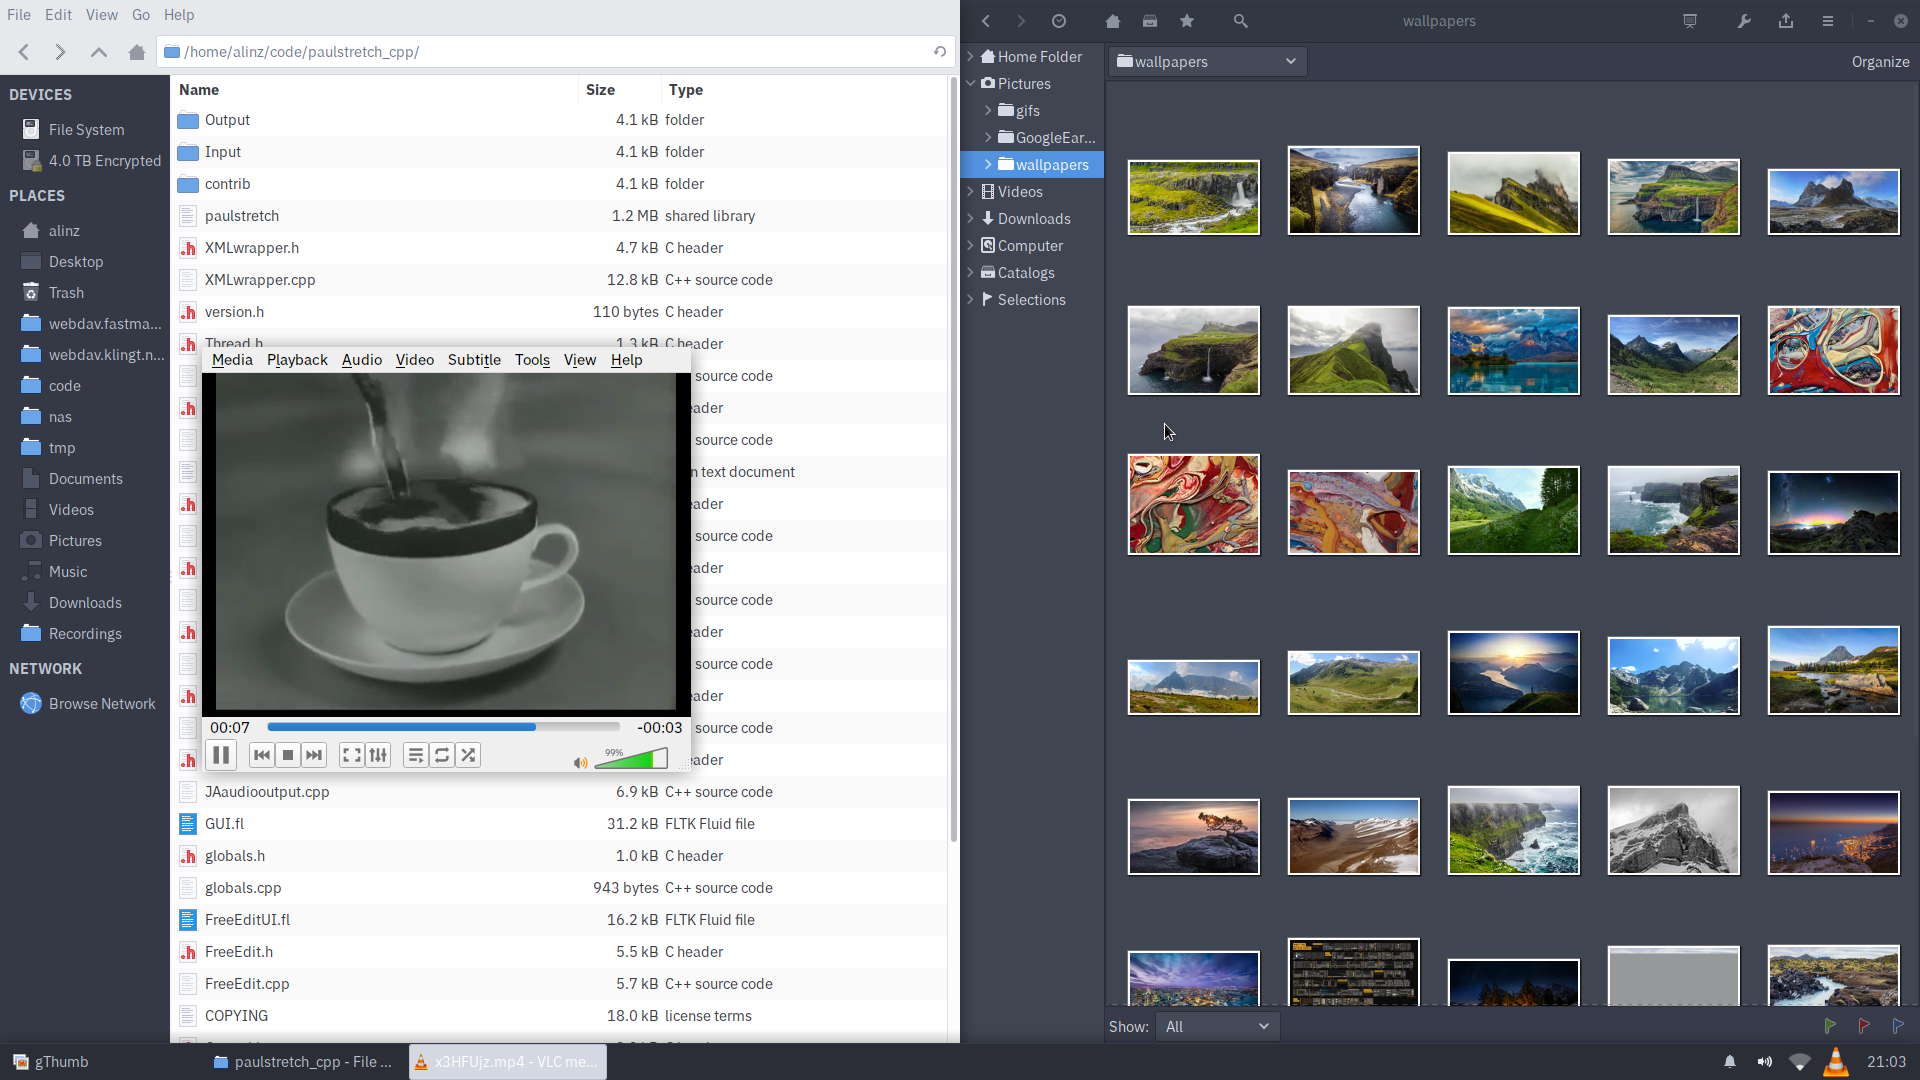 File Edit View Go Help
/home/alinz/code/paulstretch_cpp/
DEVICES
File System
4.0 TB Encrypted
PLACES
alinz
Desktop
Trash
webdav.fastma...
webdav.klingt.n...
code
nas
tmp
Documents
Videos
Pictures
Music
Downloads
Recordings
NETWORK
Browse Network
Name Size Type
Output 4.1 kB folder
Input 4.1 kB folder
contrib 4.1 kB folder
paulstretch 1.2 MB shared library
XMLwrapper.h 4.7 kB C header
XMLwrapper.cpp 12.8 kB C++ source code
version.h 110 bytes C header
Thread.h 1.3 kB C header
source code
eader
source code
n text document
eader
source code
eader
source code
eader
source code
eader
source code
eader
JAaudiooutput.cpp 6.9 kB C++ source code
GUI.fl 31.2 kB FLTK Fluid file
globals.h 1.0 kB C header
globals.cpp 943 bytes C++ source code
FreeEditUI.fl 16.2 kB FLTK Fluid file
FreeEdit.h 5.5 kB C header
FreeEdit.cpp 5.7 kB C++ source code
COPYING 18.0 kB license terms
Media Playback Audio Video Subtitle Tools View Help
00:07 -00:03
99%
wallpapers
Home Folder
Pictures
gifs
GoogleEar...
wallpapers
Videos
Downloads
Computer
Catalogs
Selections
wallpapers Organize
Show: All
gThumb paulstretch_cpp - File ... x3HFUjz.mp4 - VLC me... 21:03